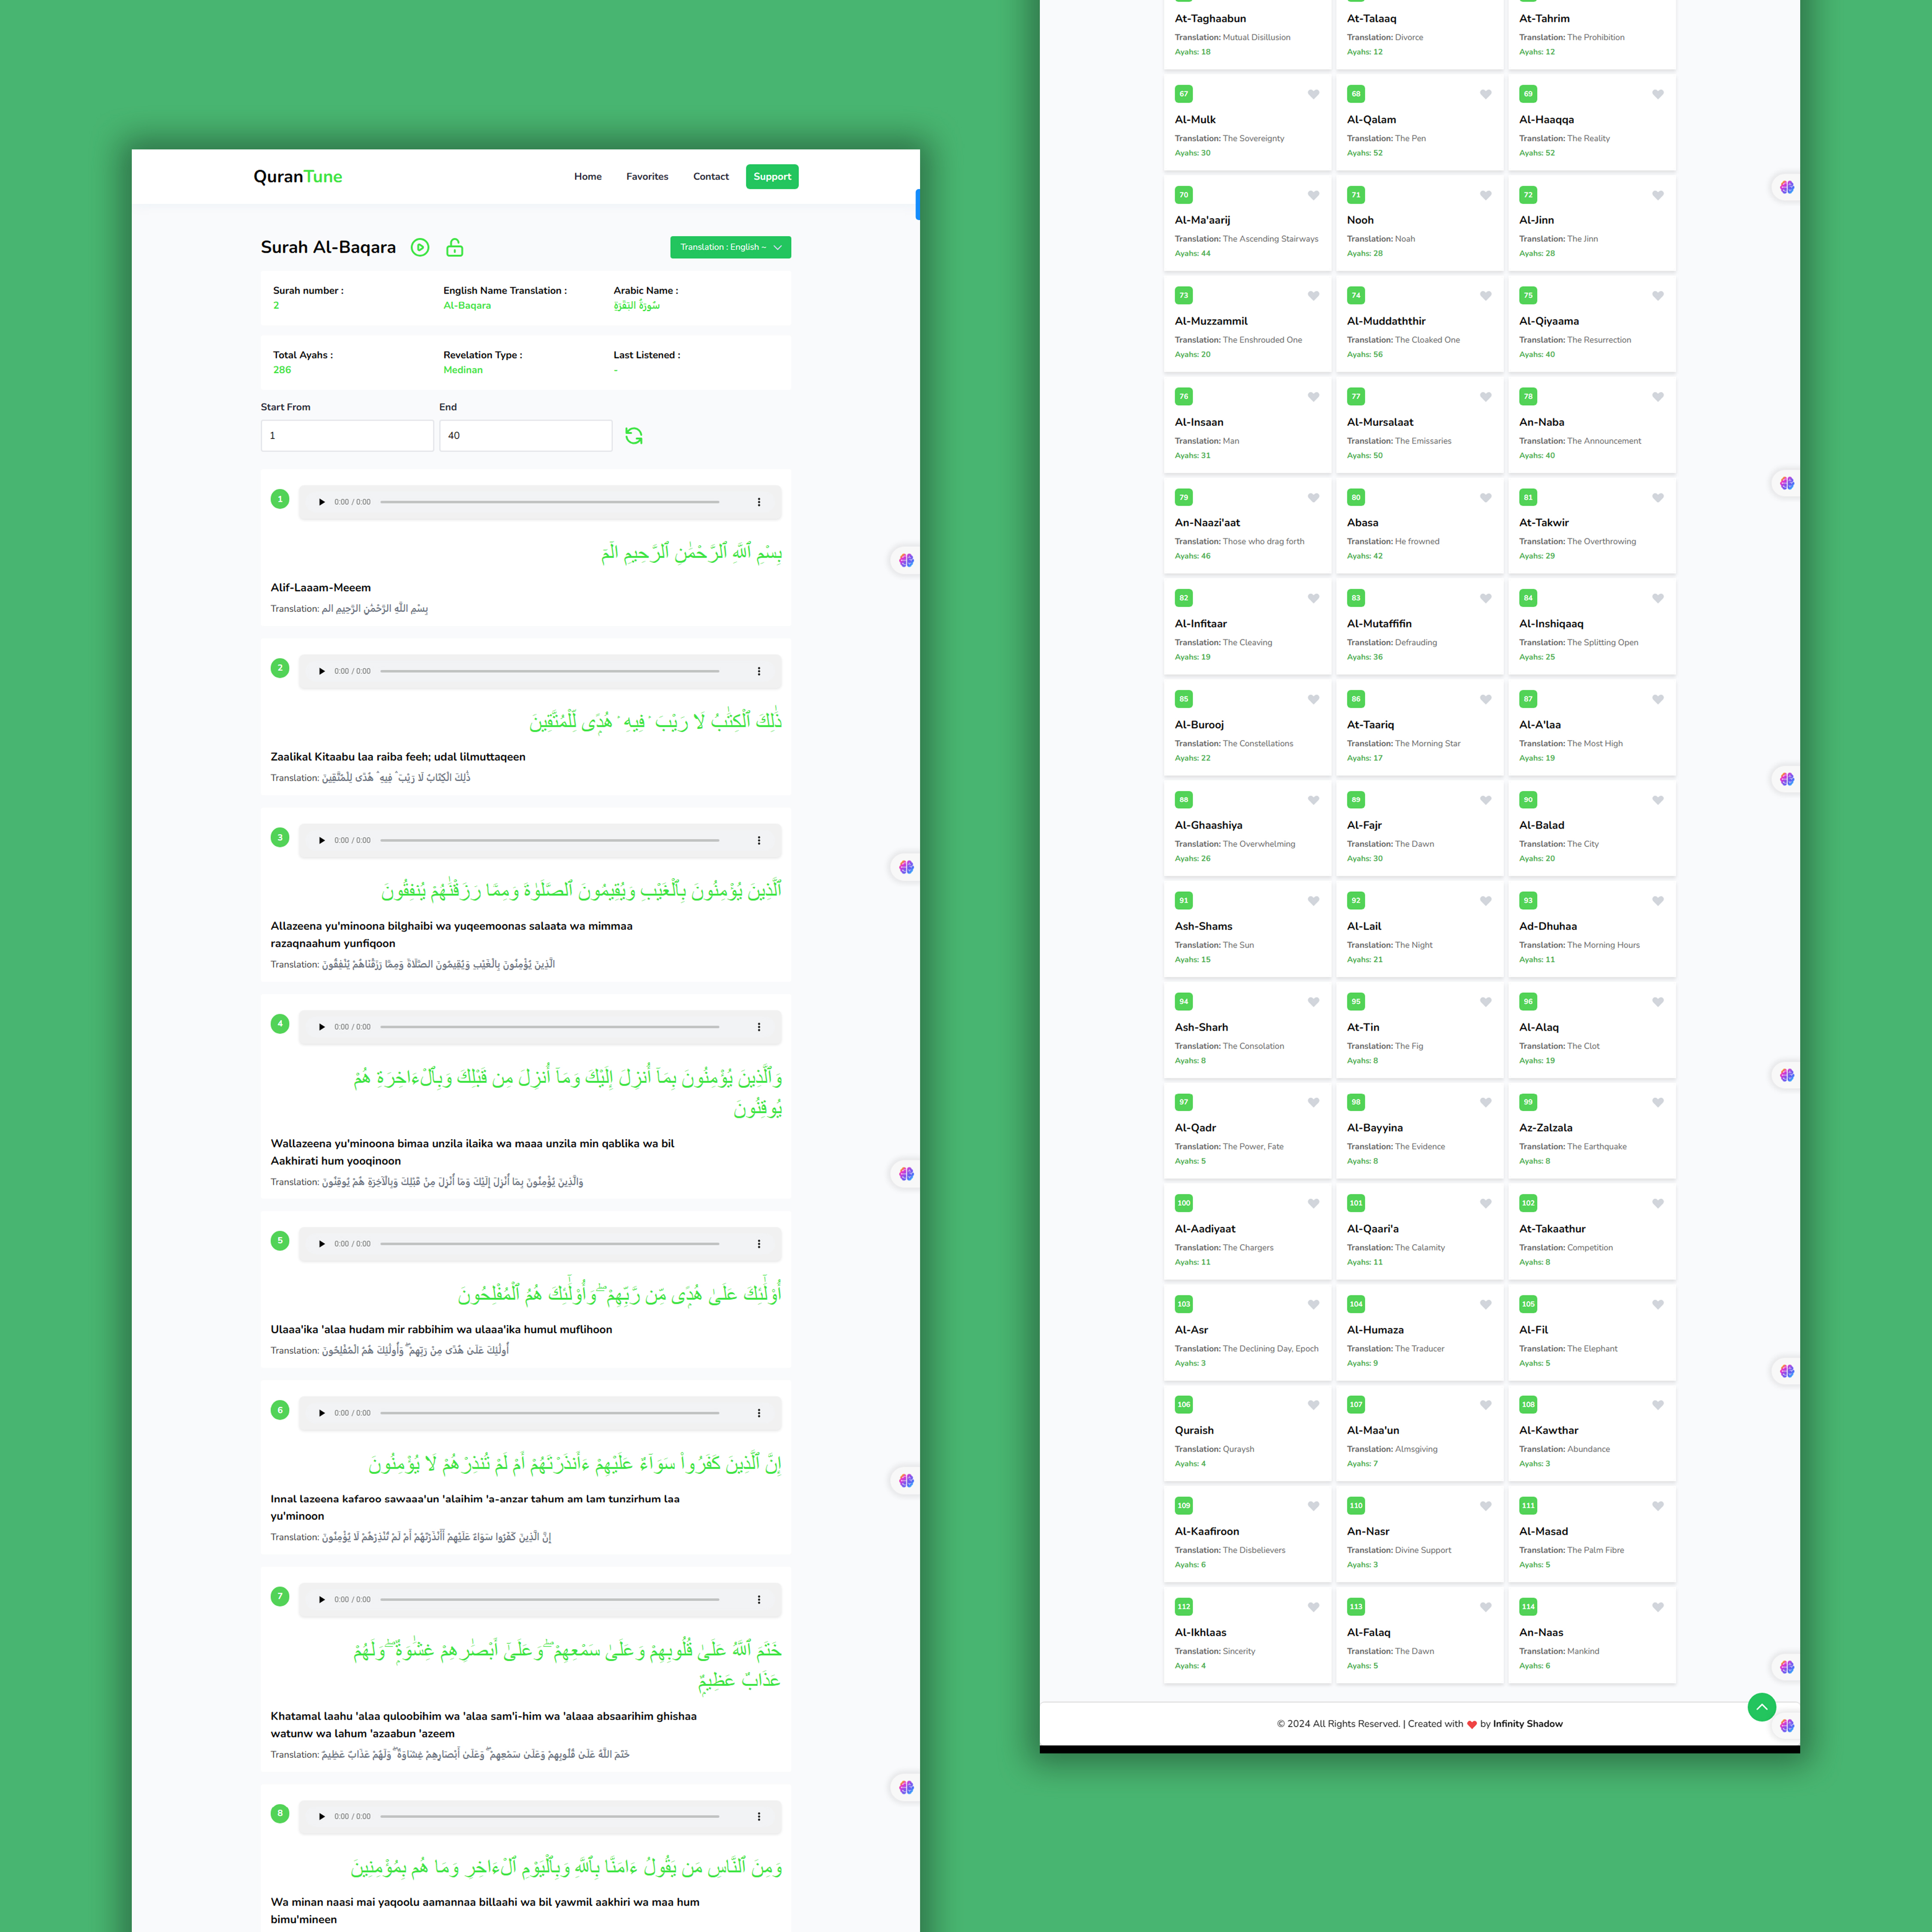 QuranTune
Home Favorites Contact Support
Surah Al-Baqara
Translation : English ~
Surah number : English Name Translation : Arabic Name :
2 Al-Baqara سُورَةُ البَقَرَةِ
Total Ayahs : Revelation Type : Last Listened :
286 Medinan -
Start From End
1 40
1 0:00 / 0:00
بِسْمِ ٱللَّهِ ٱلرَّحْمَٰنِ ٱلرَّحِيمِ الٓمٓ
Alif-Laaam-Meeem
Translation: بِسْمِ اللَّهِ الرَّحْمَٰنِ الرَّحِيمِ الم
2 0:00 / 0:00
ذَٰلِكَ ٱلْكِتَٰبُ لَا رَيْبَ ۛ فِيهِ ۛ هُدًۭى لِّلْمُتَّقِينَ
Zaalikal Kitaabu laa raiba feeh; udal lilmuttaqeen
Translation: ذَٰلِكَ الْكِتَابُ لَا رَيْبَ ۛ فِيهِ ۛ هُدًى لِلْمُتَّقِينَ
3 0:00 / 0:00
ٱلَّذِينَ يُؤْمِنُونَ بِٱلْغَيْبِ وَيُقِيمُونَ ٱلصَّلَوٰةَ وَمِمَّا رَزَقْنَٰهُمْ يُنفِقُونَ
Allazeena yu'minoona bilghaibi wa yuqeemoonas salaata wa mimmaa
razaqnaahum yunfiqoon
Translation: الَّذِينَ يُؤْمِنُونَ بِالْغَيْبِ وَيُقِيمُونَ الصَّلَاةَ وَمِمَّا رَزَقْنَاهُمْ يُنْفِقُونَ
4 0:00 / 0:00
وَٱلَّذِينَ يُؤْمِنُونَ بِمَآ أُنزِلَ إِلَيْكَ وَمَآ أُنزِلَ مِن قَبْلِكَ وَبِٱلْءَاخِرَةِ هُمْ
يُوقِنُونَ
Wallazeena yu'minoona bimaa unzila ilaika wa maaa unzila min qablika wa bil
Aakhirati hum yooqinoon
Translation: وَالَّذِينَ يُؤْمِنُونَ بِمَا أُنْزِلَ إِلَيْكَ وَمَا أُنْزِلَ مِنْ قَبْلِكَ وَبِالْآخِرَةِ هُمْ يُوقِنُونَ
5 0:00 / 0:00
أُو۟لَٰٓئِكَ عَلَىٰ هُدًۭى مِّن رَّبِّهِمْ ۖ وَأُو۟لَٰٓئِكَ هُمُ ٱلْمُفْلِحُونَ
Ulaaa'ika 'alaa hudam mir rabbihim wa ulaaa'ika humul muflihoon
Translation: أُولَٰئِكَ عَلَىٰ هُدًى مِنْ رَبِّهِمْ ۖ وَأُولَٰئِكَ هُمُ الْمُفْلِحُونَ
6 0:00 / 0:00
إِنَّ ٱلَّذِينَ كَفَرُوا۟ سَوَآءٌ عَلَيْهِمْ ءَأَنذَرْتَهُمْ أَمْ لَمْ تُنذِرْهُمْ لَا يُؤْمِنُونَ
Innal lazeena kafaroo sawaaa'un 'alaihim 'a-anzar tahum am lam tunzirhum laa
yu'minoon
Translation: إِنَّ الَّذِينَ كَفَرُوا سَوَاءٌ عَلَيْهِمْ أَأَنْذَرْتَهُمْ أَمْ لَمْ تُنْذِرْهُمْ لَا يُؤْمِنُونَ
7 0:00 / 0:00
خَتَمَ ٱللَّهُ عَلَىٰ قُلُوبِهِمْ وَعَلَىٰ سَمْعِهِمْ ۖ وَعَلَىٰٓ أَبْصَٰرِهِمْ غِشَٰوَةٌۭ ۖ وَلَهُمْ
عَذَابٌ عَظِيمٌۭ
Khatamal laahu 'alaa quloobihim wa 'alaa sam'i-him wa 'alaaa absaarihim ghishaa
watunw wa lahum 'azaabun 'azeem
Translation: خَتَمَ اللَّهُ عَلَىٰ قُلُوبِهِمْ وَعَلَىٰ سَمْعِهِمْ ۖ وَعَلَىٰ أَبْصَارِهِمْ غِشَاوَةٌ ۖ وَلَهُمْ عَذَابٌ عَظِيمٌ
8 0:00 / 0:00
وَمِنَ ٱلنَّاسِ مَن يَقُولُ ءَامَنَّا بِٱللَّهِ وَبِٱلْيَوْمِ ٱلْءَاخِرِ وَمَا هُم بِمُؤْمِنِينَ
Wa minan naasi mai yaqoolu aamannaa billaahi wa bil yawmil aakhiri wa maa hum
bimu'mineen
At-Taghaabun At-Talaaq At-Tahrim
Translation: Mutual Disillusion Translation: Divorce Translation: The Prohibition
Ayahs: 18 Ayahs: 12 Ayahs: 12
67 68 69
Al-Mulk Al-Qalam Al-Haaqqa
Translation: The Sovereignty Translation: The Pen Translation: The Reality
Ayahs: 30 Ayahs: 52 Ayahs: 52
70 71 72
Al-Ma'aarij Nooh Al-Jinn
Translation: The Ascending Stairways Translation: Noah Translation: The Jinn
Ayahs: 44 Ayahs: 28 Ayahs: 28
73 74 75
Al-Muzzammil Al-Muddaththir Al-Qiyaama
Translation: The Enshrouded One Translation: The Cloaked One Translation: The Resurrection
Ayahs: 20 Ayahs: 56 Ayahs: 40
76 77 78
Al-Insaan Al-Mursalaat An-Naba
Translation: Man Translation: The Emissaries Translation: The Announcement
Ayahs: 31 Ayahs: 50 Ayahs: 40
79 80 81
An-Naazi'aat Abasa At-Takwir
Translation: Those who drag forth Translation: He frowned Translation: The Overthrowing
Ayahs: 46 Ayahs: 42 Ayahs: 29
82 83 84
Al-Infitaar Al-Mutaffifin Al-Inshiqaaq
Translation: The Cleaving Translation: Defrauding Translation: The Splitting Open
Ayahs: 19 Ayahs: 36 Ayahs: 25
85 86 87
Al-Burooj At-Taariq Al-A'laa
Translation: The Constellations Translation: The Morning Star Translation: The Most High
Ayahs: 22 Ayahs: 17 Ayahs: 19
88 89 90
Al-Ghaashiya Al-Fajr Al-Balad
Translation: The Overwhelming Translation: The Dawn Translation: The City
Ayahs: 26 Ayahs: 30 Ayahs: 20
91 92 93
Ash-Shams Al-Lail Ad-Dhuhaa
Translation: The Sun Translation: The Night Translation: The Morning Hours
Ayahs: 15 Ayahs: 21 Ayahs: 11
94 95 96
Ash-Sharh At-Tin Al-Alaq
Translation: The Consolation Translation: The Fig Translation: The Clot
Ayahs: 8 Ayahs: 8 Ayahs: 19
97 98 99
Al-Qadr Al-Bayyina Az-Zalzala
Translation: The Power, Fate Translation: The Evidence Translation: The Earthquake
Ayahs: 5 Ayahs: 8 Ayahs: 8
100 101 102
Al-Aadiyaat Al-Qaari'a At-Takaathur
Translation: The Chargers Translation: The Calamity Translation: Competition
Ayahs: 11 Ayahs: 11 Ayahs: 8
103 104 105
Al-Asr Al-Humaza Al-Fil
Translation: The Declining Day, Epoch Translation: The Traducer Translation: The Elephant
Ayahs: 3 Ayahs: 9 Ayahs: 5
106 107 108
Quraish Al-Maa'un Al-Kawthar
Translation: Quraysh Translation: Almsgiving Translation: Abundance
Ayahs: 4 Ayahs: 7 Ayahs: 3
109 110 111
Al-Kaafiroon An-Nasr Al-Masad
Translation: The Disbelievers Translation: Divine Support Translation: The Palm Fibre
Ayahs: 6 Ayahs: 3 Ayahs: 5
112 113 114
Al-Ikhlaas Al-Falaq An-Naas
Translation: Sincerity Translation: The Dawn Translation: Mankind
Ayahs: 4 Ayahs: 5 Ayahs: 6
© 2024 All Rights Reserved. | Created with ❤ by Infinity Shadow